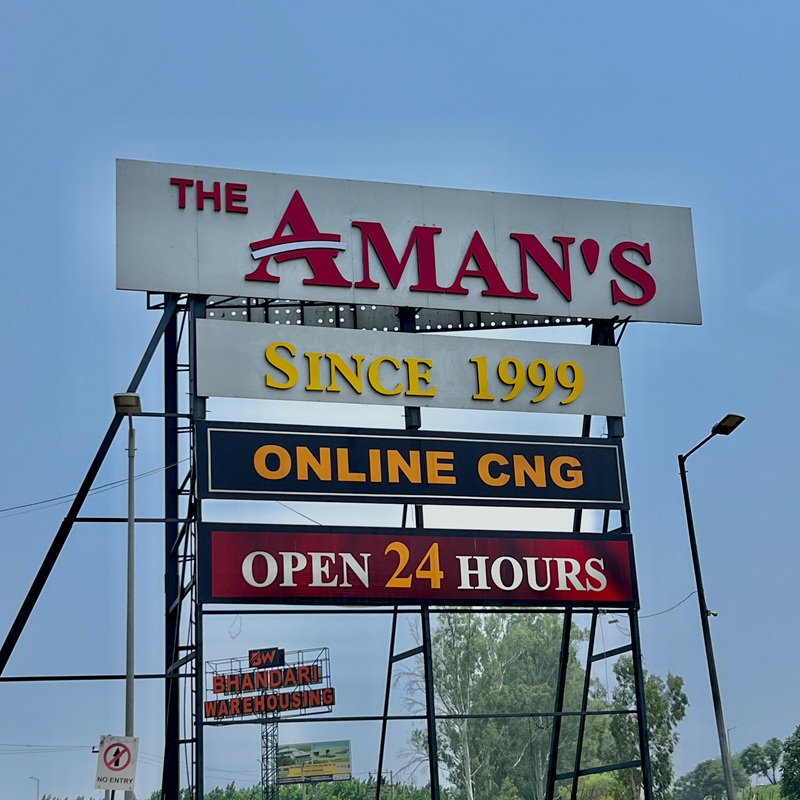 THE AMAN'S
SINCE 1999
ONLINE CNG
OPEN 24 HOURS
BW
BHANDARI
WAREHOUSING
NO ENTRY